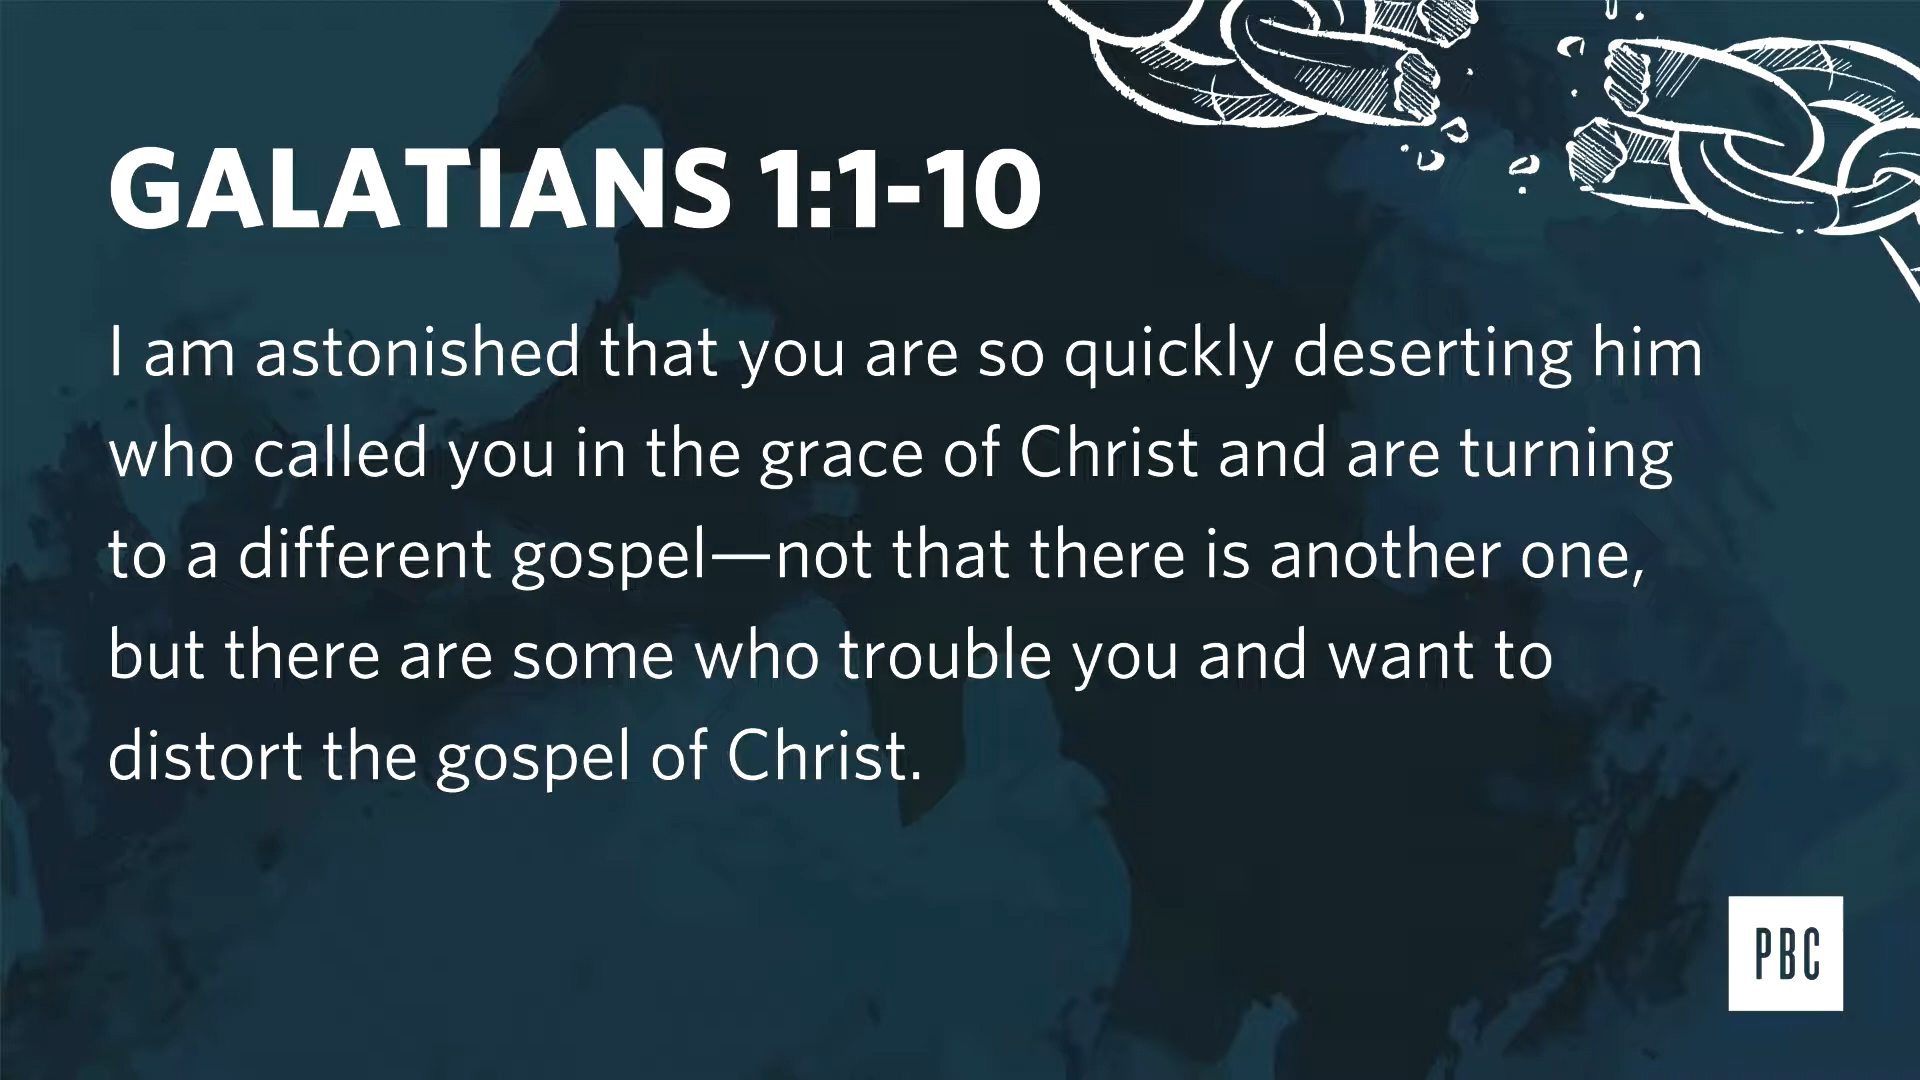 GALATIANS 1:1-10
I am astonished that you are so quickly deserting him
who called you in the grace of Christ and are turning
to a different gospel—not that there is another one,
but there are some who trouble you and want to
distort the gospel of Christ.
PBC